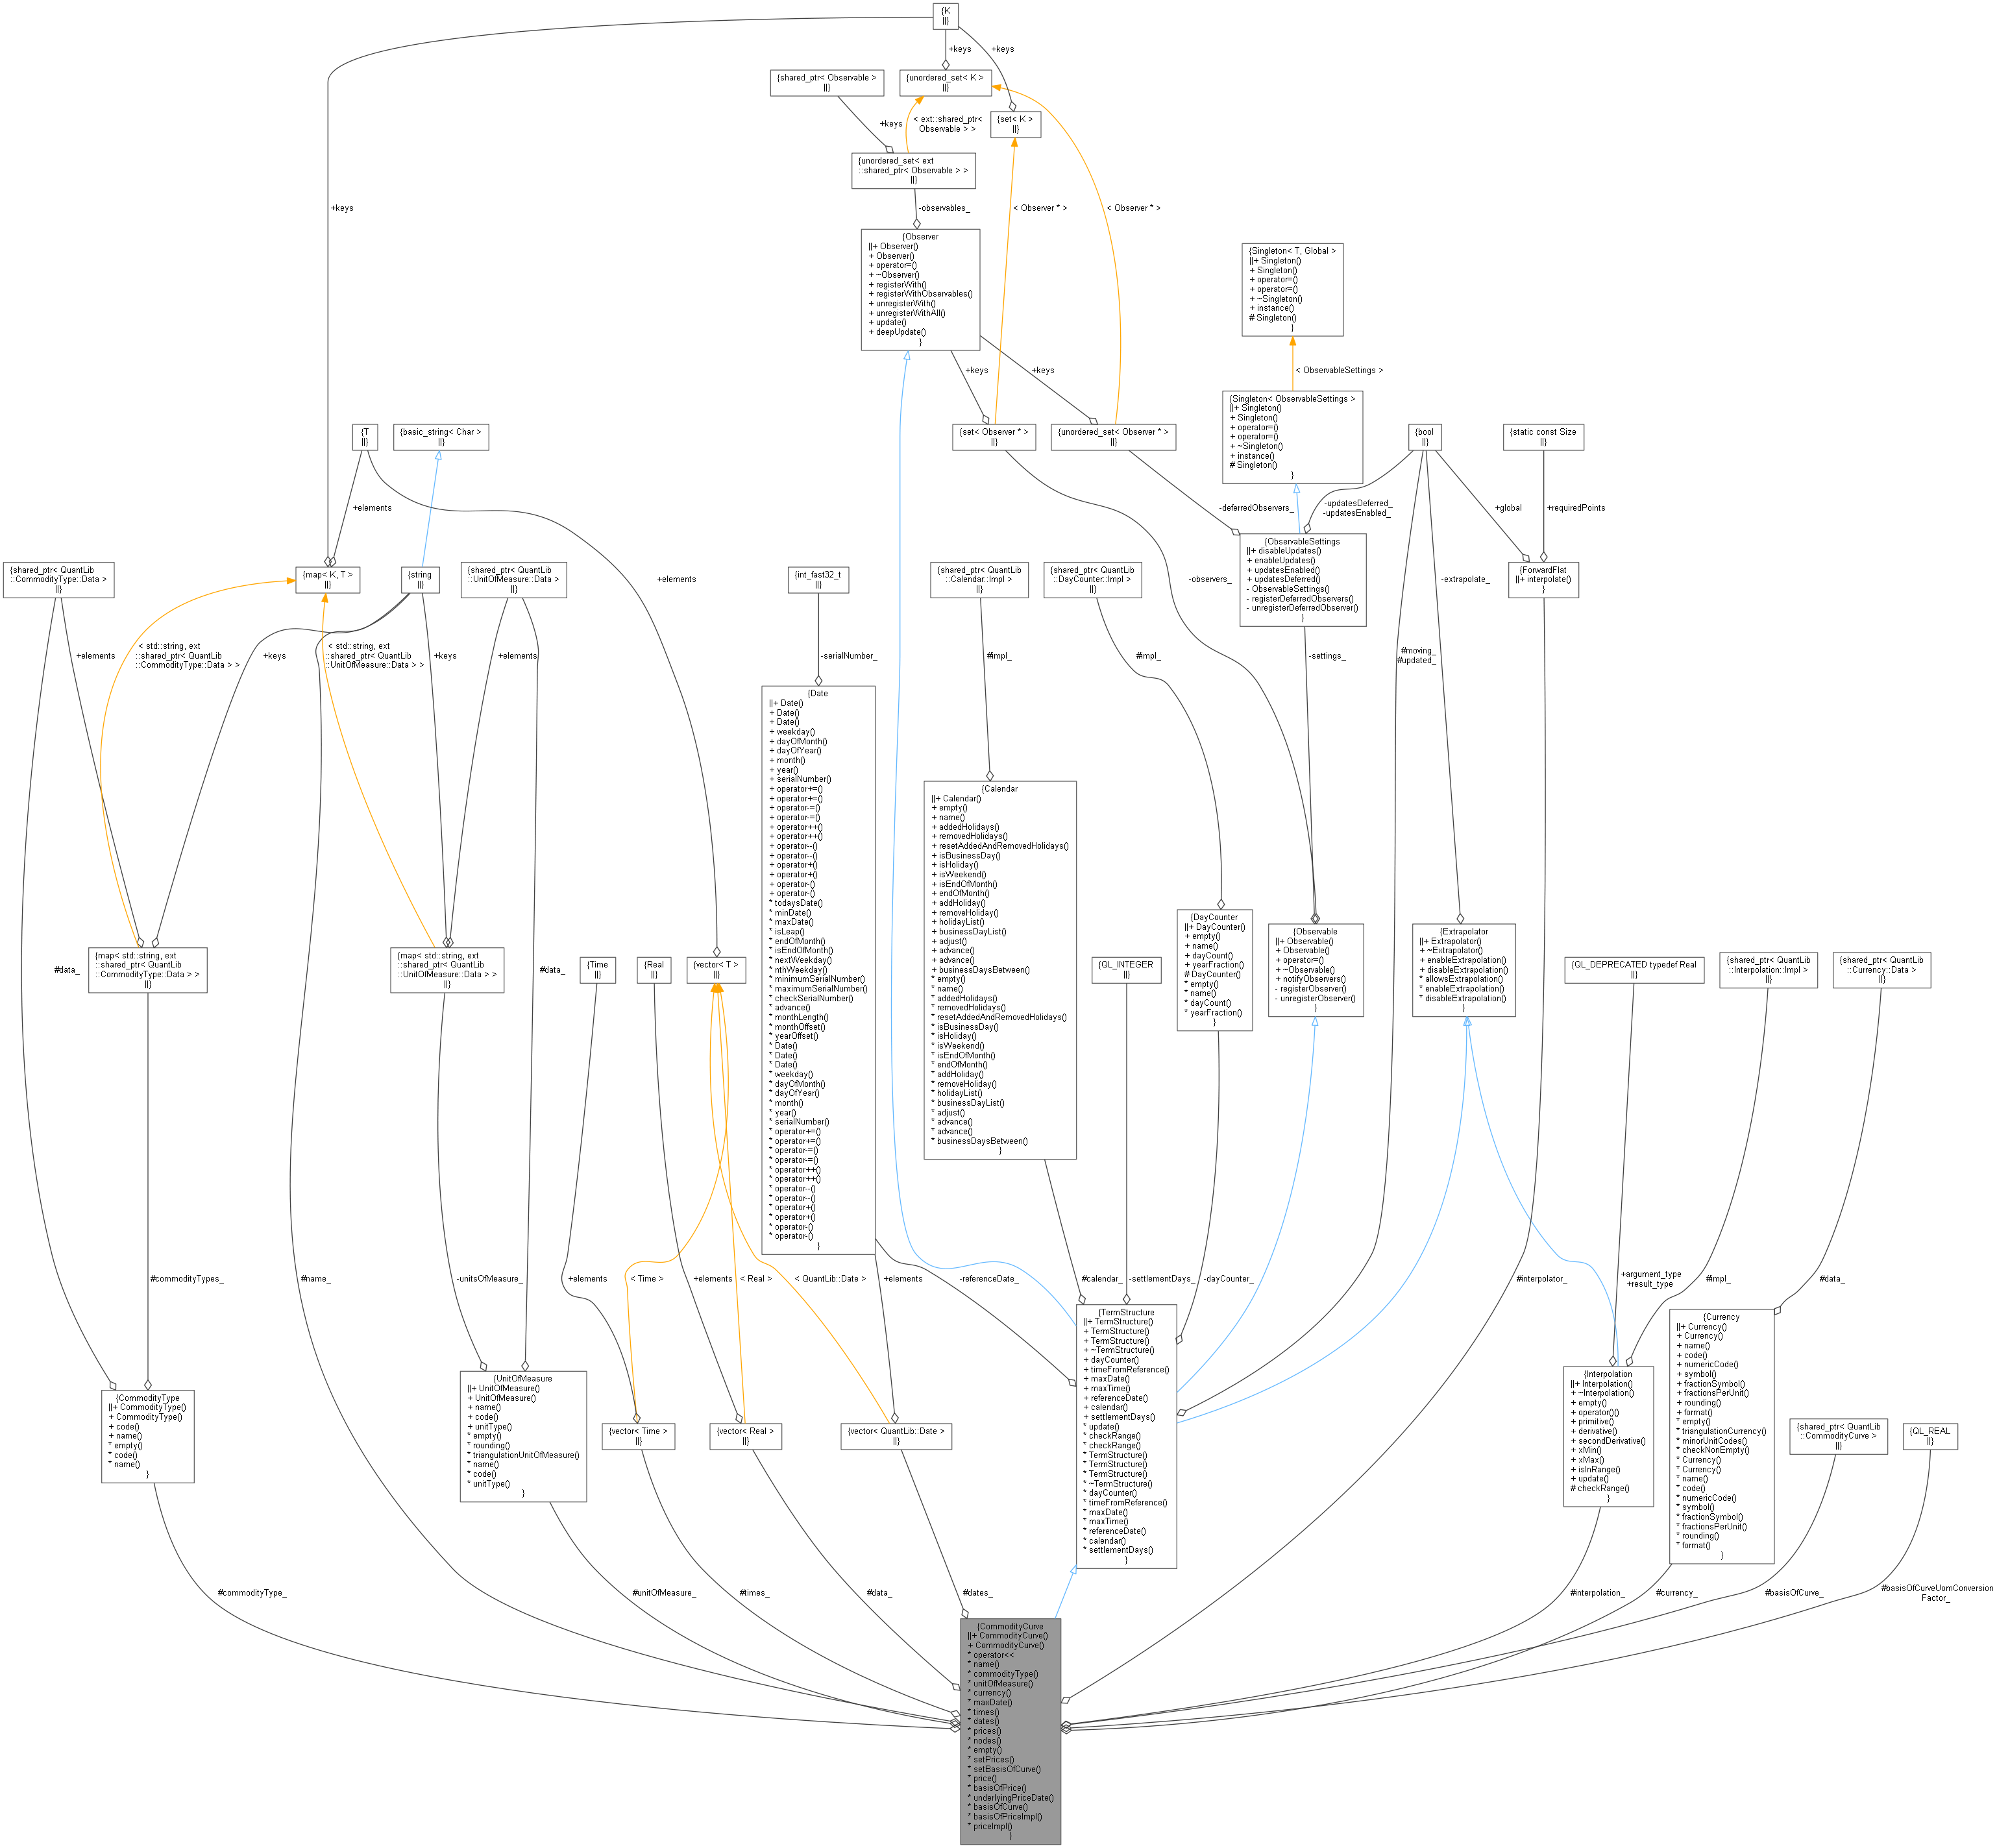 {K
||}
+keys
+keys
{shared_ptr< Observable >
||}
{unordered_set< K >
||}
{set< K >
||}
+keys
< ext::shared_ptr<
Observable > >
{unordered_set< ext
::shared_ptr< Observable > >
||}
+keys
-observables_
< Observer * >
< Observer * >
{Observer
||+ Observer()
+ Observer()
+ operator=()
+ ~Observer()
+ registerWith()
+ registerWithObservables()
+ unregisterWith()
+ unregisterWithAll()
+ update()
+ deepUpdate()
}
{Singleton< T, Global >
||+ Singleton()
+ Singleton()
+ operator=()
+ operator=()
+ ~Singleton()
+ instance()
# Singleton()
}
+keys
+keys
< ObservableSettings >
{Singleton< ObservableSettings >
||+ Singleton()
+ Singleton()
+ operator=()
+ operator=()
+ ~Singleton()
+ instance()
# Singleton()
}
{T
||}
{basic_string< Char >
||}
{set< Observer * >
||}
{unordered_set< Observer * >
||}
{bool
||}
{static const Size
||}
+elements
-deferredObservers_
-updatesDeferred_
-updatesEnabled_
+global
+requiredPoints
{shared_ptr< QuantLib
::CommodityType::Data >
||}
{map< K, T >
||}
{string
||}
{shared_ptr< QuantLib
::UnitOfMeasure::Data >
||}
+elements
{int_fast32_t
||}
{shared_ptr< QuantLib
::Calendar::Impl >
||}
{shared_ptr< QuantLib
::DayCounter::Impl >
||}
-observers_
{ObservableSettings
||+ disableUpdates()
+ enableUpdates()
+ updatesEnabled()
+ updatesDeferred()
- ObservableSettings()
- registerDeferredObservers()
- unregisterDeferredObserver()
}
-extrapolate_
{ForwardFlat
||+ interpolate()
}
+elements
< std::string, ext
::shared_ptr< QuantLib
::CommodityType::Data > >
+keys
< std::string, ext
::shared_ptr< QuantLib
::UnitOfMeasure::Data > >
+keys
+elements
-serialNumber_
#impl_
#impl_
-settings_
#moving_
#updated_
{Date
||+ Date()
+ Date()
+ Date()
+ weekday()
+ dayOfMonth()
+ dayOfYear()
+ month()
+ year()
+ serialNumber()
+ operator+=()
+ operator+=()
+ operator-=()
+ operator-=()
+ operator++()
+ operator++()
+ operator--()
+ operator--()
+ operator+()
+ operator+()
+ operator-()
+ operator-()
* todaysDate()
* minDate()
* maxDate()
* isLeap()
* endOfMonth()
* isEndOfMonth()
* nextWeekday()
* nthWeekday()
* minimumSerialNumber()
* maximumSerialNumber()
* checkSerialNumber()
* advance()
* monthLength()
* monthOffset()
* yearOffset()
* Date()
* Date()
* Date()
* weekday()
* dayOfMonth()
* dayOfYear()
* month()
* year()
* serialNumber()
* operator+=()
* operator+=()
* operator-=()
* operator-=()
* operator++()
* operator++()
* operator--()
* operator--()
* operator+()
* operator+()
* operator-()
* operator-()
}
{Calendar
||+ Calendar()
+ empty()
+ name()
+ addedHolidays()
+ removedHolidays()
+ resetAddedAndRemovedHolidays()
+ isBusinessDay()
+ isHoliday()
+ isWeekend()
+ isEndOfMonth()
+ endOfMonth()
+ addHoliday()
+ removeHoliday()
+ holidayList()
+ businessDayList()
+ adjust()
+ advance()
+ advance()
+ businessDaysBetween()
* empty()
* name()
* addedHolidays()
* removedHolidays()
* resetAddedAndRemovedHolidays()
* isBusinessDay()
* isHoliday()
* isWeekend()
* isEndOfMonth()
* endOfMonth()
* addHoliday()
* removeHoliday()
* holidayList()
* businessDayList()
* adjust()
* advance()
* advance()
* businessDaysBetween()
}
{DayCounter
||+ DayCounter()
+ empty()
+ name()
+ dayCount()
+ yearFraction()
# DayCounter()
* empty()
* name()
* dayCount()
* yearFraction()
}
{Observable
||+ Observable()
+ Observable()
+ operator=()
+ ~Observable()
+ notifyObservers()
- registerObserver()
- unregisterObserver()
}
{Extrapolator
||+ Extrapolator()
+ ~Extrapolator()
+ enableExtrapolation()
+ disableExtrapolation()
* allowsExtrapolation()
* enableExtrapolation()
* disableExtrapolation()
}
#data_
{map< std::string, ext
::shared_ptr< QuantLib
::CommodityType::Data > >
||}
{map< std::string, ext
::shared_ptr< QuantLib
::UnitOfMeasure::Data > >
||}
#data_
{Time
||}
{Real
||}
{vector< T >
||}
{QL_INTEGER
||}
{QL_DEPRECATED typedef Real
||}
{shared_ptr< QuantLib
::Interpolation::Impl >
||}
{shared_ptr< QuantLib
::Currency::Data >
||}
#commodityTypes_
#name_
-unitsOfMeasure_
+elements
< Time >
+elements
< Real >
< QuantLib::Date >
+elements
-referenceDate_
#calendar_
-settlementDays_
-dayCounter_
#interpolator_
+argument_type
+result_type
#impl_
#data_
{CommodityType
||+ CommodityType()
+ CommodityType()
+ code()
+ name()
* empty()
* code()
* name()
}
{UnitOfMeasure
||+ UnitOfMeasure()
+ UnitOfMeasure()
+ name()
+ code()
+ unitType()
* empty()
* rounding()
* triangulationUnitOfMeasure()
* name()
* code()
* unitType()
}
{vector< Time >
||}
{vector< Real >
||}
{vector< QuantLib::Date >
||}
{TermStructure
||+ TermStructure()
+ TermStructure()
+ TermStructure()
+ ~TermStructure()
+ dayCounter()
+ timeFromReference()
+ maxDate()
+ maxTime()
+ referenceDate()
+ calendar()
+ settlementDays()
* update()
* checkRange()
* checkRange()
* TermStructure()
* TermStructure()
* TermStructure()
* ~TermStructure()
* dayCounter()
* timeFromReference()
* maxDate()
* maxTime()
* referenceDate()
* calendar()
* settlementDays()
}
{Interpolation
||+ Interpolation()
+ ~Interpolation()
+ empty()
+ operator()()
+ primitive()
+ derivative()
+ secondDerivative()
+ xMin()
+ xMax()
+ isInRange()
+ update()
# checkRange()
}
{Currency
||+ Currency()
+ Currency()
+ name()
+ code()
+ numericCode()
+ symbol()
+ fractionSymbol()
+ fractionsPerUnit()
+ rounding()
+ format()
* empty()
* triangulationCurrency()
* minorUnitCodes()
* checkNonEmpty()
* Currency()
* Currency()
* name()
* code()
* numericCode()
* symbol()
* fractionSymbol()
* fractionsPerUnit()
* rounding()
* format()
}
{shared_ptr< QuantLib
::CommodityCurve >
||}
{QL_REAL
||}
#commodityType_
#unitOfMeasure_
#times_
#data_
#dates_
#interpolation_
#currency_
#basisOfCurve_
#basisOfCurveUomConversion
Factor_
{CommodityCurve
||+ CommodityCurve()
+ CommodityCurve()
* operator<<
* name()
* commodityType()
* unitOfMeasure()
* currency()
* maxDate()
* times()
* dates()
* prices()
* nodes()
* empty()
* setPrices()
* setBasisOfCurve()
* price()
* basisOfPrice()
* underlyingPriceDate()
* basisOfCurve()
* basisOfPriceImpl()
* priceImpl()
}